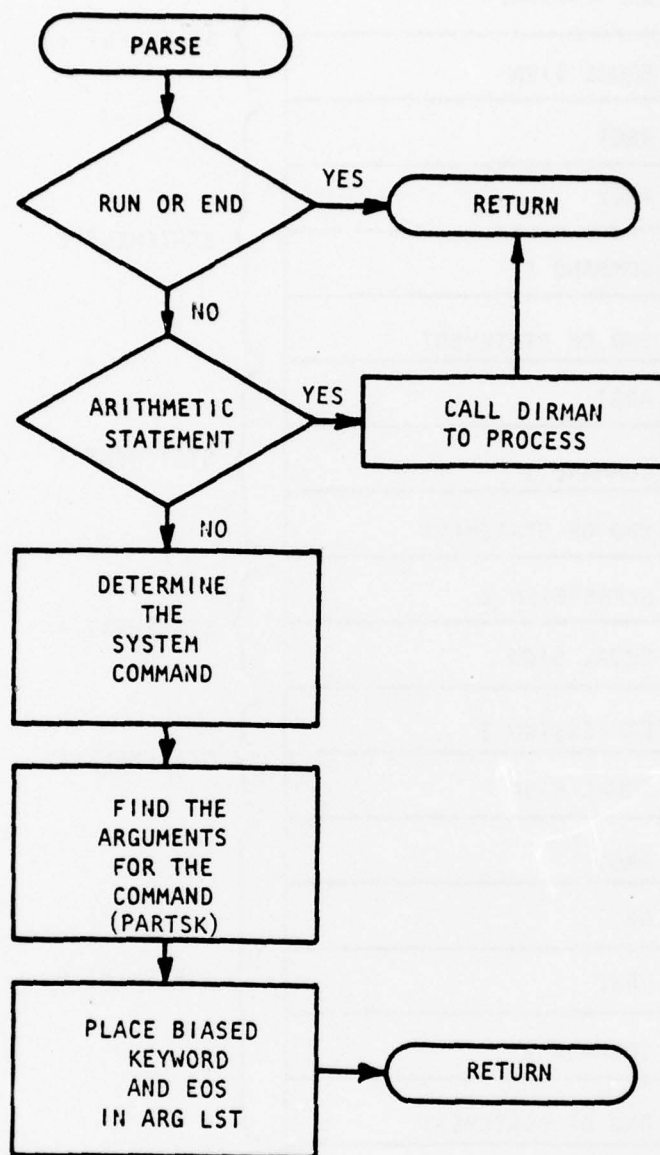 PARSE
RUN OR END
YES
RETURN
NO
ARITHMETIC
STATEMENT
YES
CALL DIRMAN
TO PROCESS
NO
DETERMINE
THE
SYSTEM
COMMAND
FIND THE
ARGUMENTS
FOR THE
COMMAND
(PARTSK)
PLACE BIASED
KEYWORD
AND EOS
IN ARG LST
RETURN